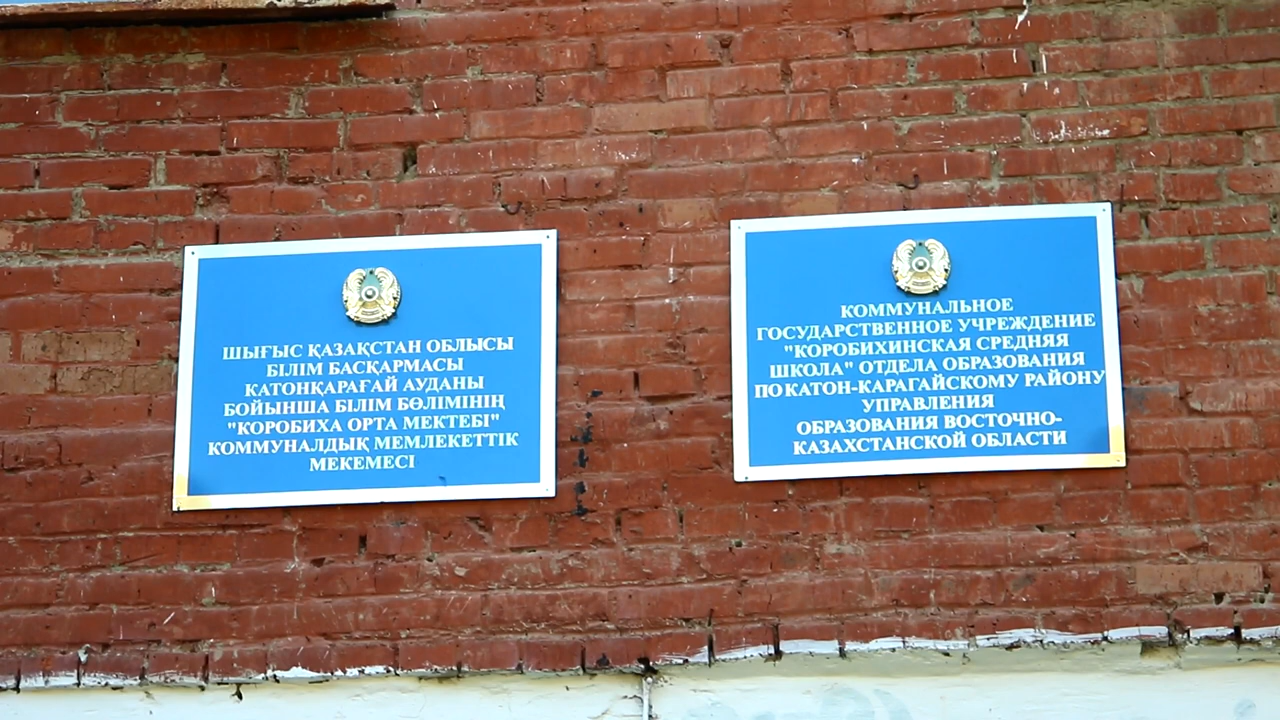 ШЫҒЫС ҚАЗАҚСТАН ОБЛЫСЫ
БІЛІМ БАСҚАРМАСЫ
ҚАТОНҚАРАҒАЙ АУДАНЫ
БОЙЫНША БІЛІМ БӨЛІМІНІҢ
"КОРОБИХА ОРТА МЕКТЕБІ"
КОММУНАЛДЫҚ МЕМЛЕКЕТТІК
МЕКЕМЕСІ
КОММУНАЛЬНОЕ
ГОСУДАРСТВЕННОЕ УЧРЕЖДЕНИЕ
"КОРОБИХИНСКАЯ СРЕДНЯЯ
ШКОЛА" ОТДЕЛА ОБРАЗОВАНИЯ
ПО КАТОН-КАРАГАЙСКОМУ РАЙОНУ
УПРАВЛЕНИЯ
ОБРАЗОВАНИЯ ВОСТОЧНО-
КАЗАХСТАНСКОЙ ОБЛАСТИ